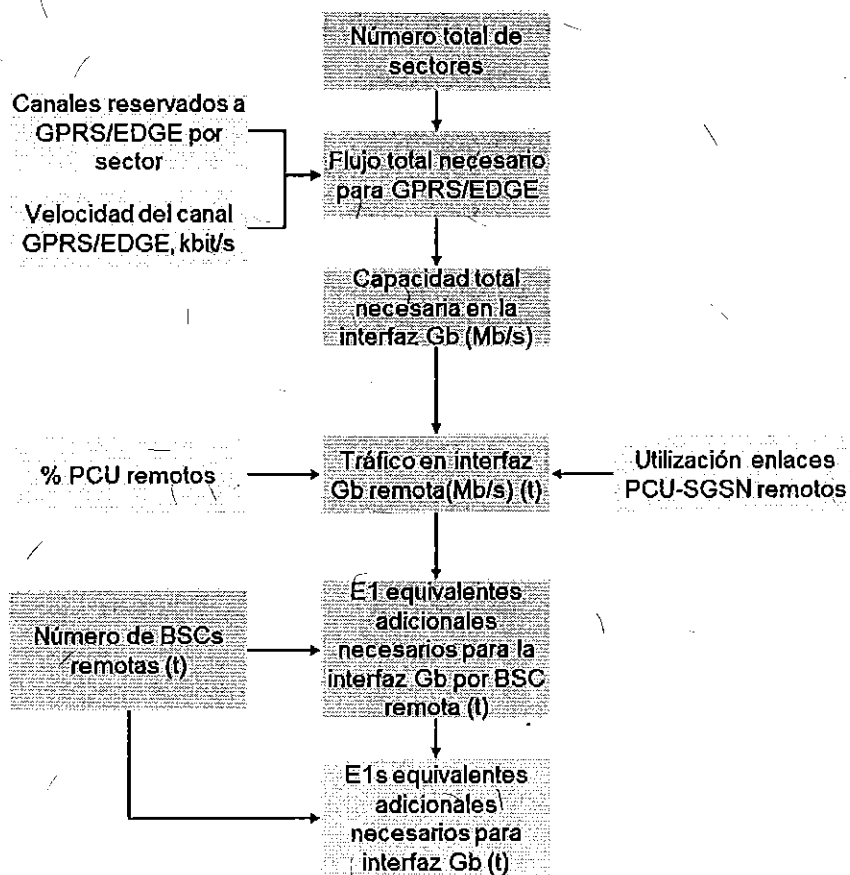 Número total de
sectores
Canales reservados a
GPRS/EDGE por
sector
Flujo total necesario
para GPRS/EDGE
Velocidad del canal
GPRS/EDGE, kbit/s
Capacidad total
necesaria en la
interfaz Gb (Mb/s)
% PCU remotos
Tráfico en interfaz
Gb remota(Mb/s) (t)
Utilización enlaces
PCU-SGSN remotos
E1 equivalentes
adicionales
necesarios para la
interfaz Gb por BSC
remota (t)
Número de BSCs
remotas (t)
E1s equivalentes
adicionales
necesarios para
interfaz Gb (t)